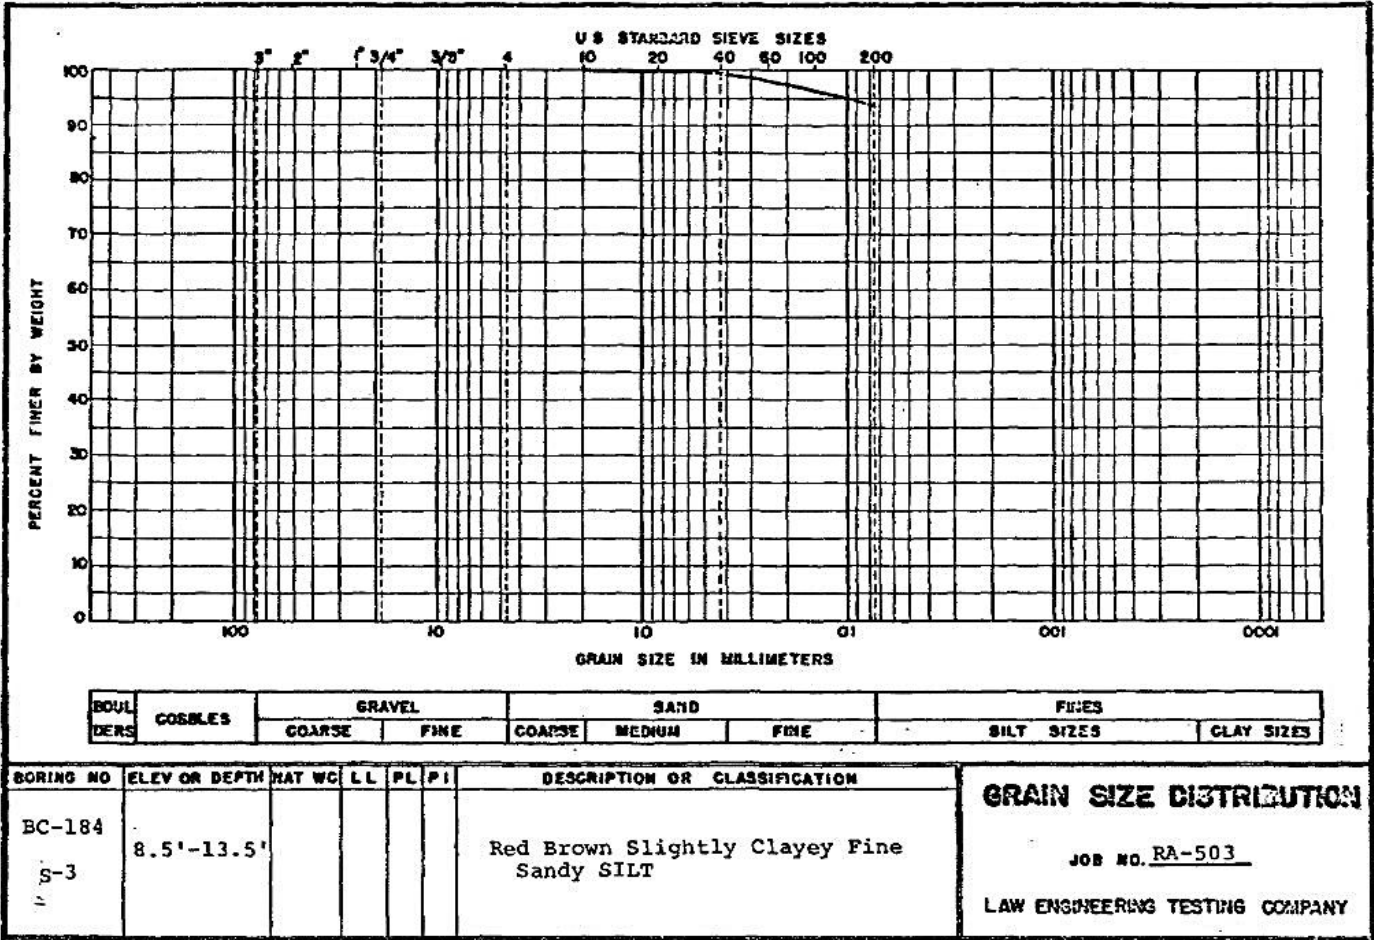 U S STANDARD SIEVE SIZES
3" 2" 1" 3/4" 3/8" 4 10 20 40 60 100 200
100
90
80
70
60
50
40
30
20
10
0
PERCENT FINER BY WEIGHT
100 10 1.0 0.1 0.01 0.001
GRAIN SIZE IN MILLIMETERS
BOULDERS COBBLES GRAVEL SAND FINES
COARSE FINE COARSE MEDIUM FINE SILT SIZES CLAY SIZES
BORING NO ELEV OR DEPTH NAT WC LL PL PI DESCRIPTION OR CLASSIFICATION
BC-184
S-3
8.5'-13.5'
Red Brown Slightly Clayey Fine
Sandy SILT
GRAIN SIZE DISTRIBUTION
JOB NO. RA-503
LAW ENGINEERING TESTING COMPANY